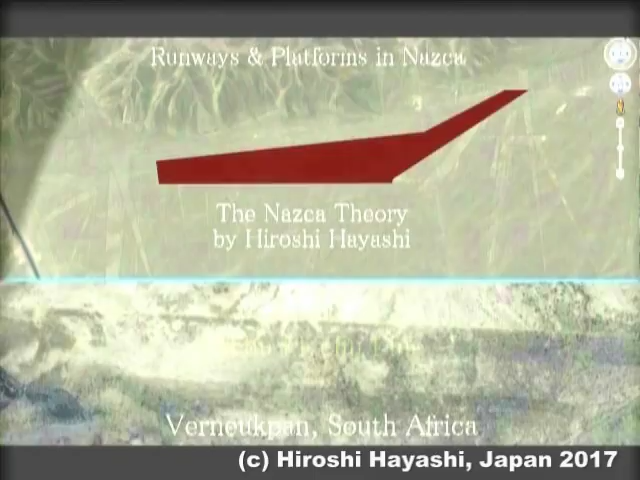 Runways & Platforms in Nazca
The Nazca Theory
by Hiroshi Hayashi
Verneukpan, South Africa
(c) Hiroshi Hayashi, Japan 2017